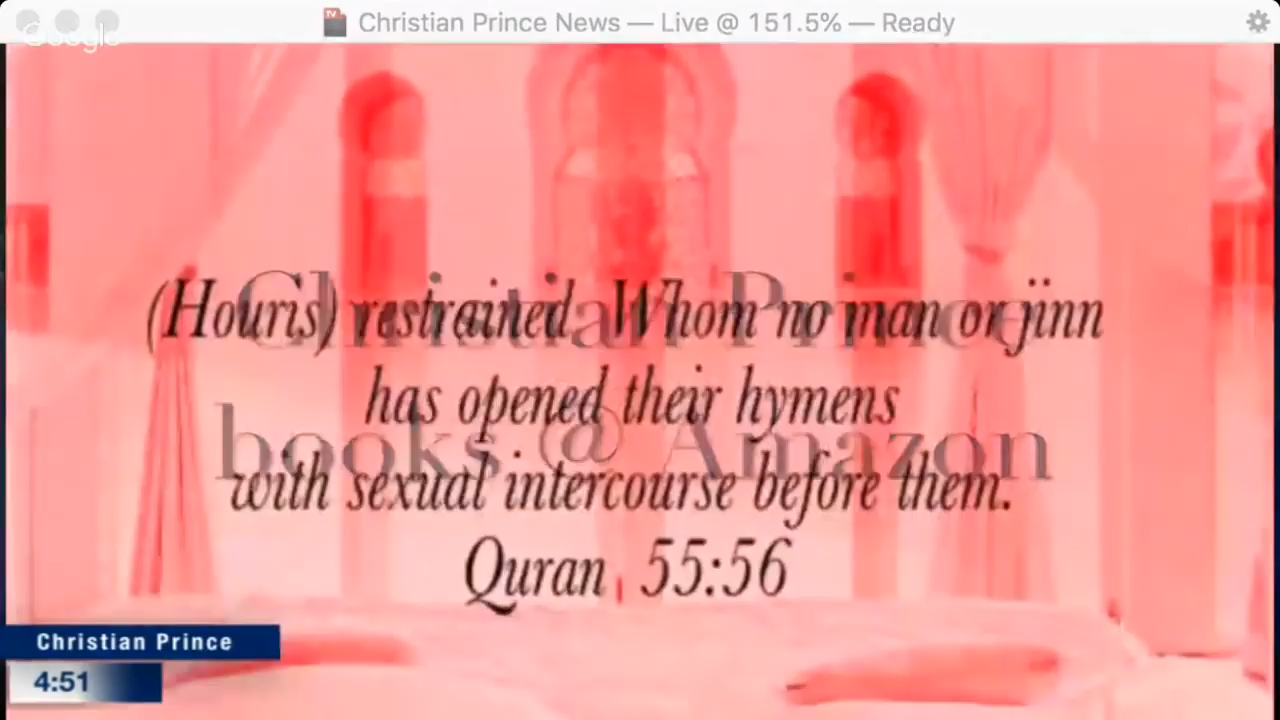 Christian Prince News — Live @ 151.5% — Ready
Google
(Houris) restrained. Whom no man or jinn
has opened their hymens
with sexual intercourse before them.
Quran 55:56
Christian Prince
books @ Amazon
Christian Prince
4:51